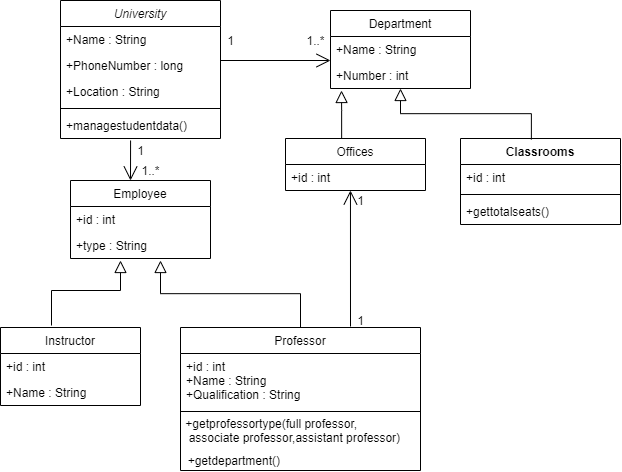 University
+Name : String
+PhoneNumber : long
+Location : String
+managestudentdata()
1
1..*
Department
+Name : String
+Number : int
1
1..*
Employee
+id : int
+type : String
Offices
+id : int
Classrooms
+id : int
+gettotalseats()
1
1
Instructor
+id : int
+Name : String
Professor
+id : int
+Name : String
+Qualification : String
+getprofessortype(full professor,
associate professor,assistant professor)
+getdepartment()